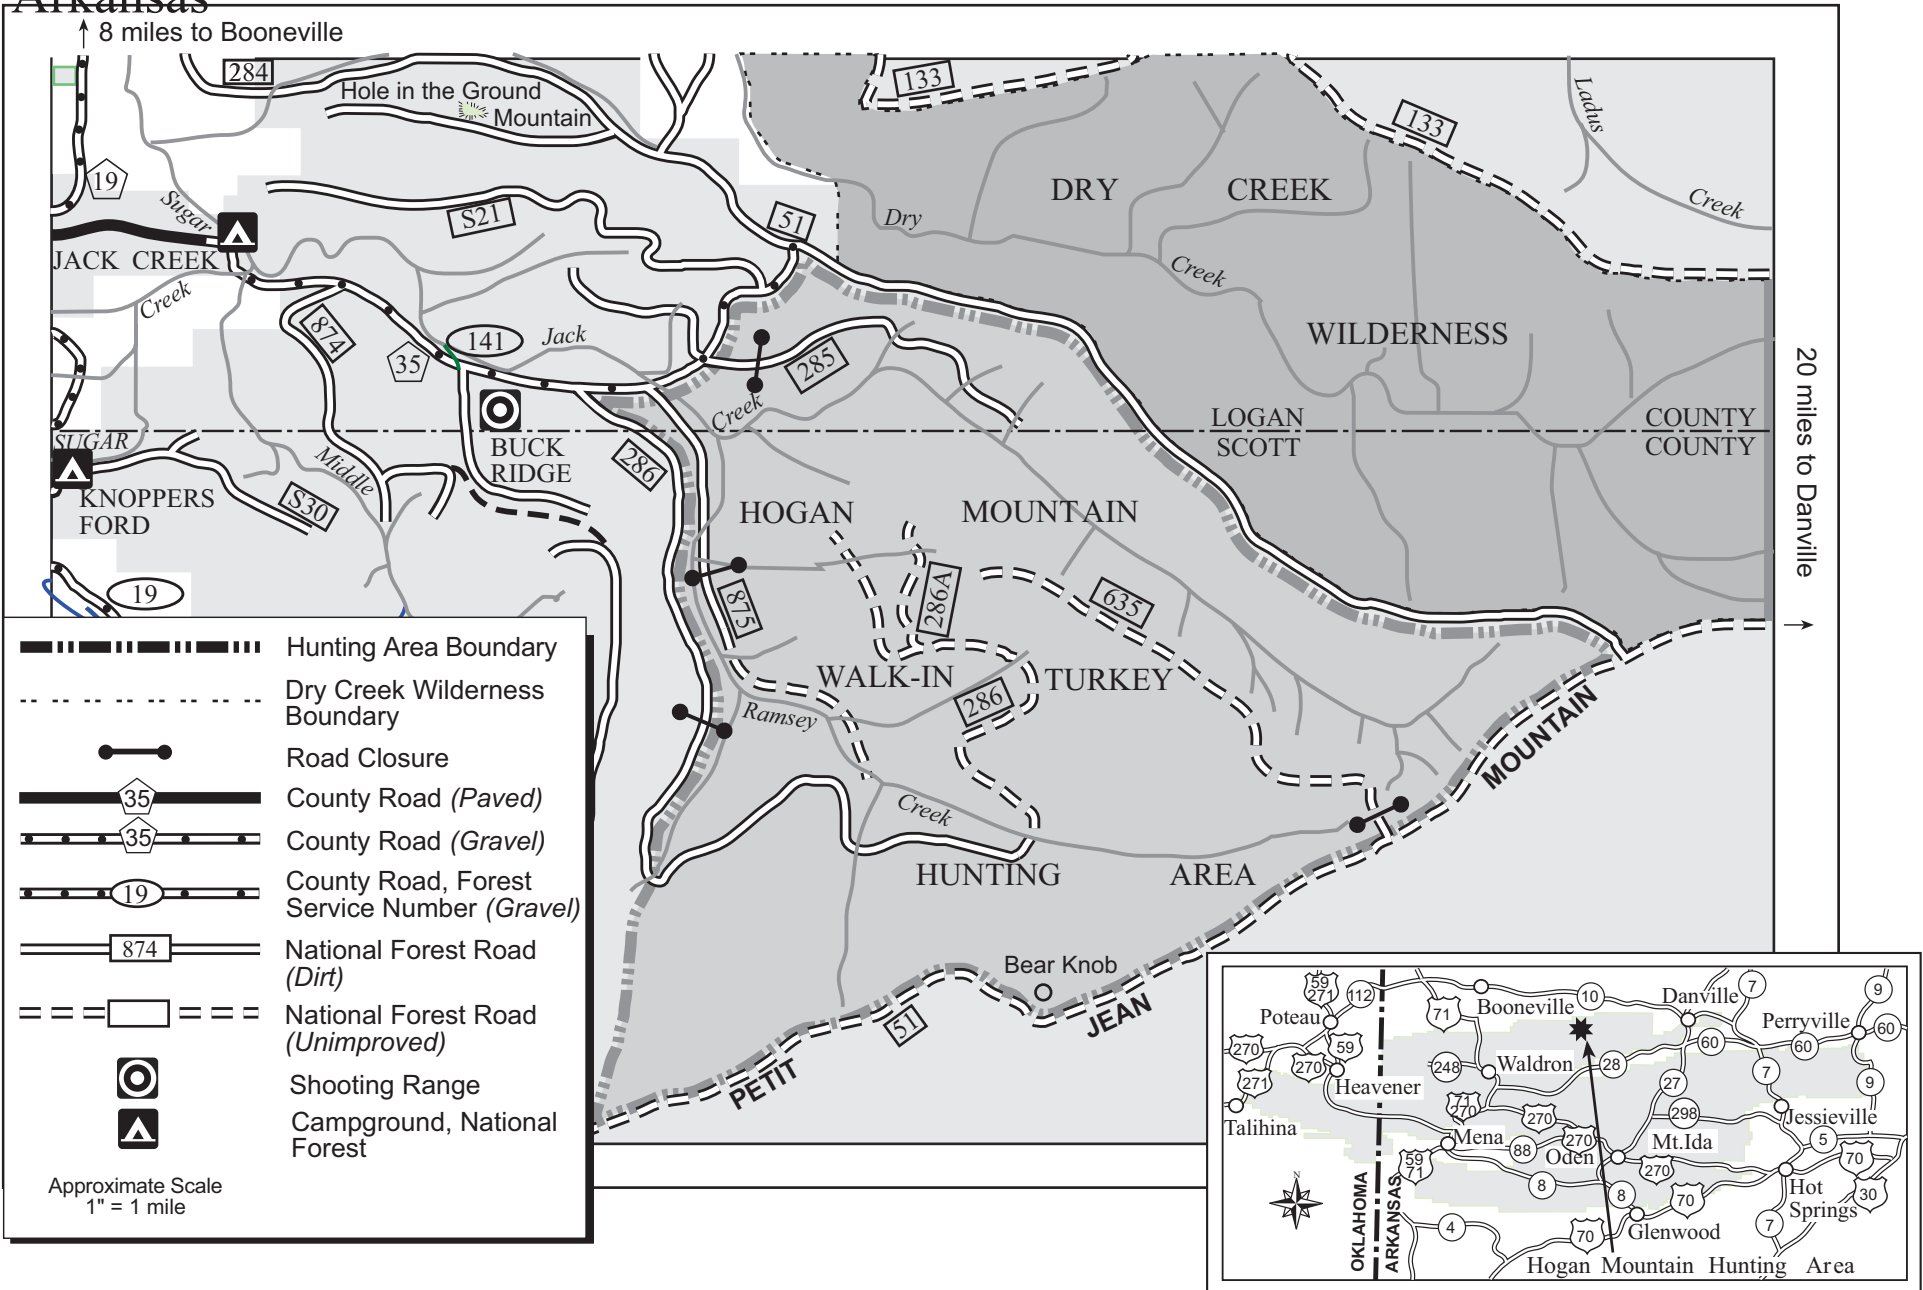 Arkansas
8 miles to Booneville
284
Hole in the Ground
Mountain
133
133
Ladus
Creek
19
Sugar
S21
51
DRY CREEK
Dry
Creek
JACK CREEK
Creek
WILDERNESS
874
35
141
Jack
285
Creek
20 miles to Danville
LOGAN COUNTY
SCOTT COUNTY
SUGAR
BUCK
RIDGE
286
Middle
KNOPPERS
FORD
S30
HOGAN MOUNTAIN
19
875
286A
635
WALK-IN TURKEY
286
Ramsey
Creek
HUNTING AREA
MOUNTAIN
Bear Knob
51
JEAN
PETIT
Hunting Area Boundary
Dry Creek Wilderness
Boundary
Road Closure
35
County Road (Paved)
35
County Road (Gravel)
19
County Road, Forest
Service Number (Gravel)
874
National Forest Road
(Dirt)
National Forest Road
(Unimproved)
Shooting Range
Campground, National
Forest
Approximate Scale
1" = 1 mile
59
271
112
71
Booneville
10
Danville
7
9
Poteau
Perryville
60
270
59
60
60
270
271
Heavener
248
Waldron
28
27
7
9
Talihina
71
270
270
298
Jessieville
Mena
88
270
Oden
Mt.Ida
270
5
70
59
71
8
8
70
Hot
Springs
30
N
OKLAHOMA
ARKANSAS
4
70
Glenwood
7
Hogan Mountain Hunting Area